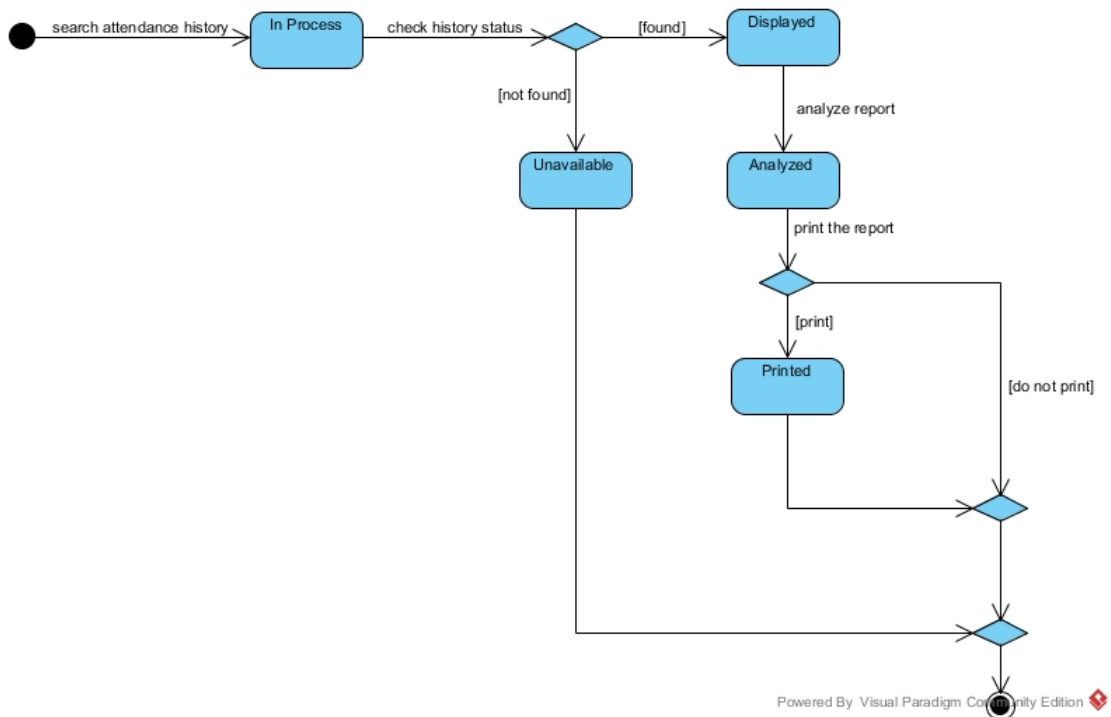 search attendance history
In Process
check history status
[found]
Displayed
[not found]
analyze report
Unavailable
Analyzed
print the report
[print]
Printed
[do not print]
Powered By Visual Paradigm Community Edition